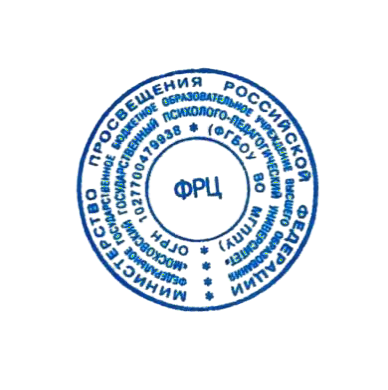 МИНИСТЕРСТВО ПРОСВЕЩЕНИЯ РОССИЙСКОЙ ФЕДЕРАЦИИ *
ФЕДЕРАЛЬНОЕ ГОСУДАРСТВЕННОЕ БЮДЖЕТНОЕ ОБРАЗОВАТЕЛЬНОЕ УЧРЕЖДЕНИЕ ВЫСШЕГО ОБРАЗОВАНИЯ *
"МОСКОВСКИЙ ГОСУДАРСТВЕННЫЙ ПСИХОЛОГО-ПЕДАГОГИЧЕСКИЙ УНИВЕРСИТЕТ" *
ОГРН 1027700479938 * (ФГБОУ ВО МГППУ) *
ФРЦ